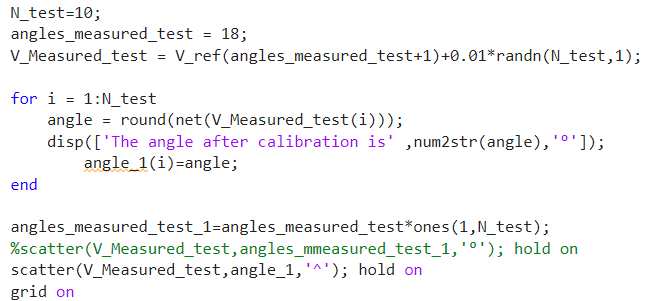 N_test=10;
angles_measured_test = 18;
V_Measured_test = V_ref(angles_measured_test+1)+0.01*randn(N_test,1);
for i = 1:N_test
angle = round(net(V_Measured_test(i)));
disp(['The angle after calibration is' ,num2str(angle),'º']);
angle_1(i)=angle;
end
angles_measured_test_1=angles_measured_test*ones(1,N_test);
%scatter(V_Measured_test,angles_mmeasured_test_1,'º'); hold on
scatter(V_Measured_test,angle_1,'^'); hold on
grid on